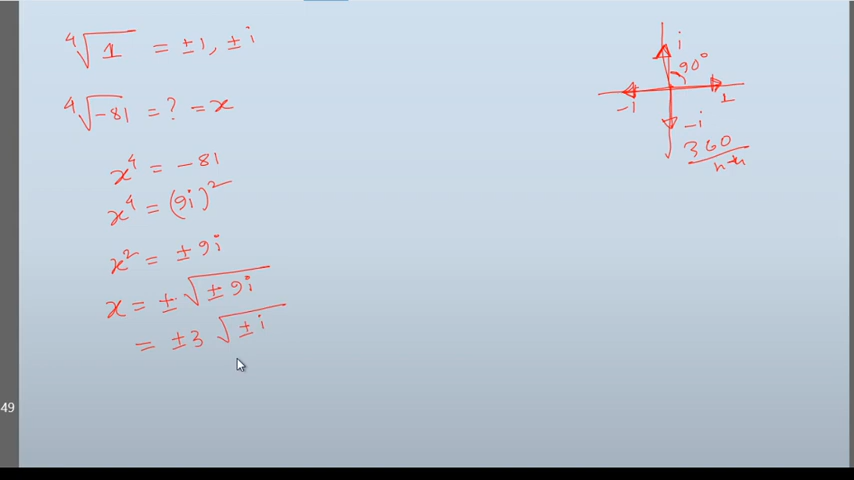 ⁴√1 = ±1, ±i
⁴√-81 = ? = x
x⁴ = -81
x⁴ = (9i)²
x² = ±9i
x = ±√±9i
= ±3 √±i
i
90°
-1
1
-i
360/n
49